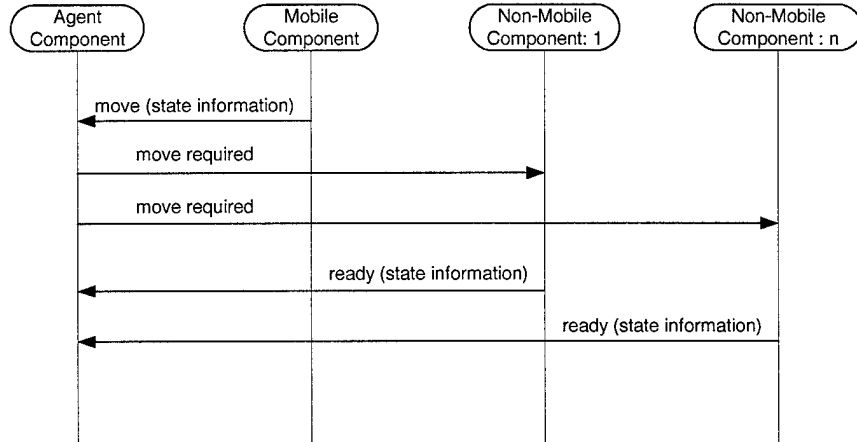 Agent
Component
Mobile
Component
Non-Mobile
Component: 1
Non-Mobile
Component : n
move (state information)
move required
move required
ready (state information)
ready (state information)